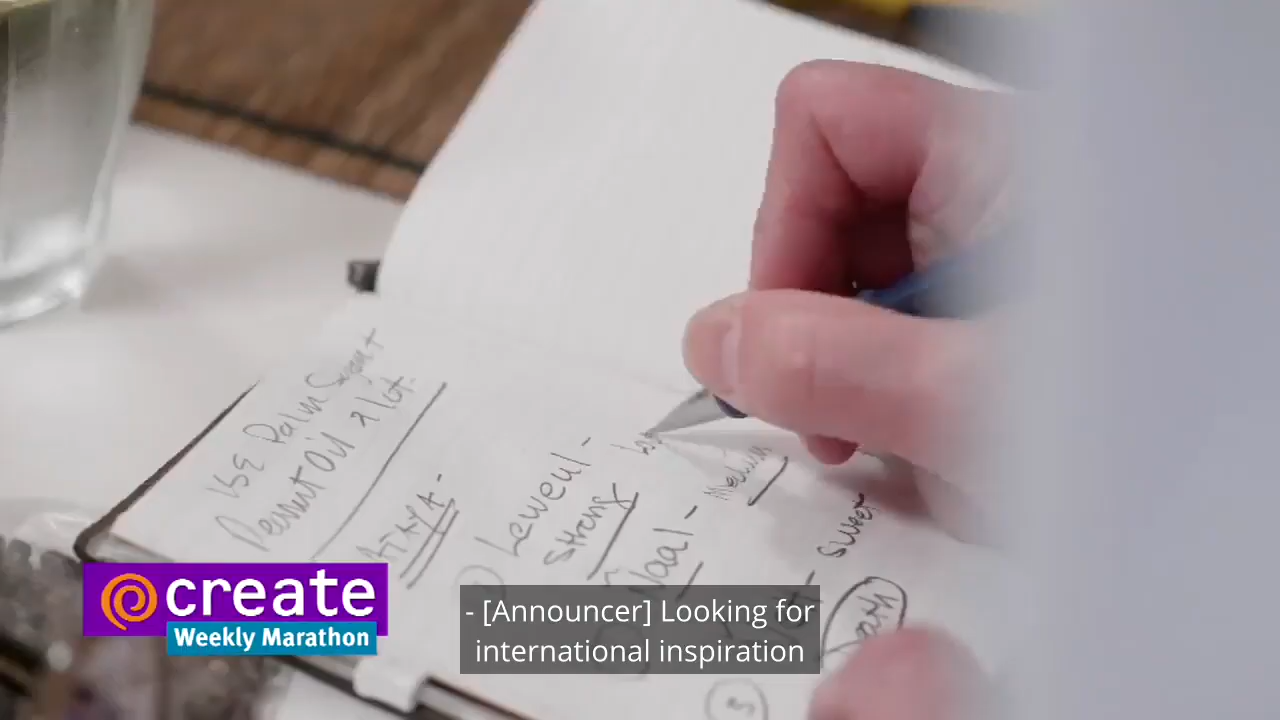 USE Palm
Peanut Oil a lot.
ATAYA -
Leweul -
strong
Naal -
Medium
sweet
3
create
Weekly Marathon
- [Announcer] Looking for
international inspiration